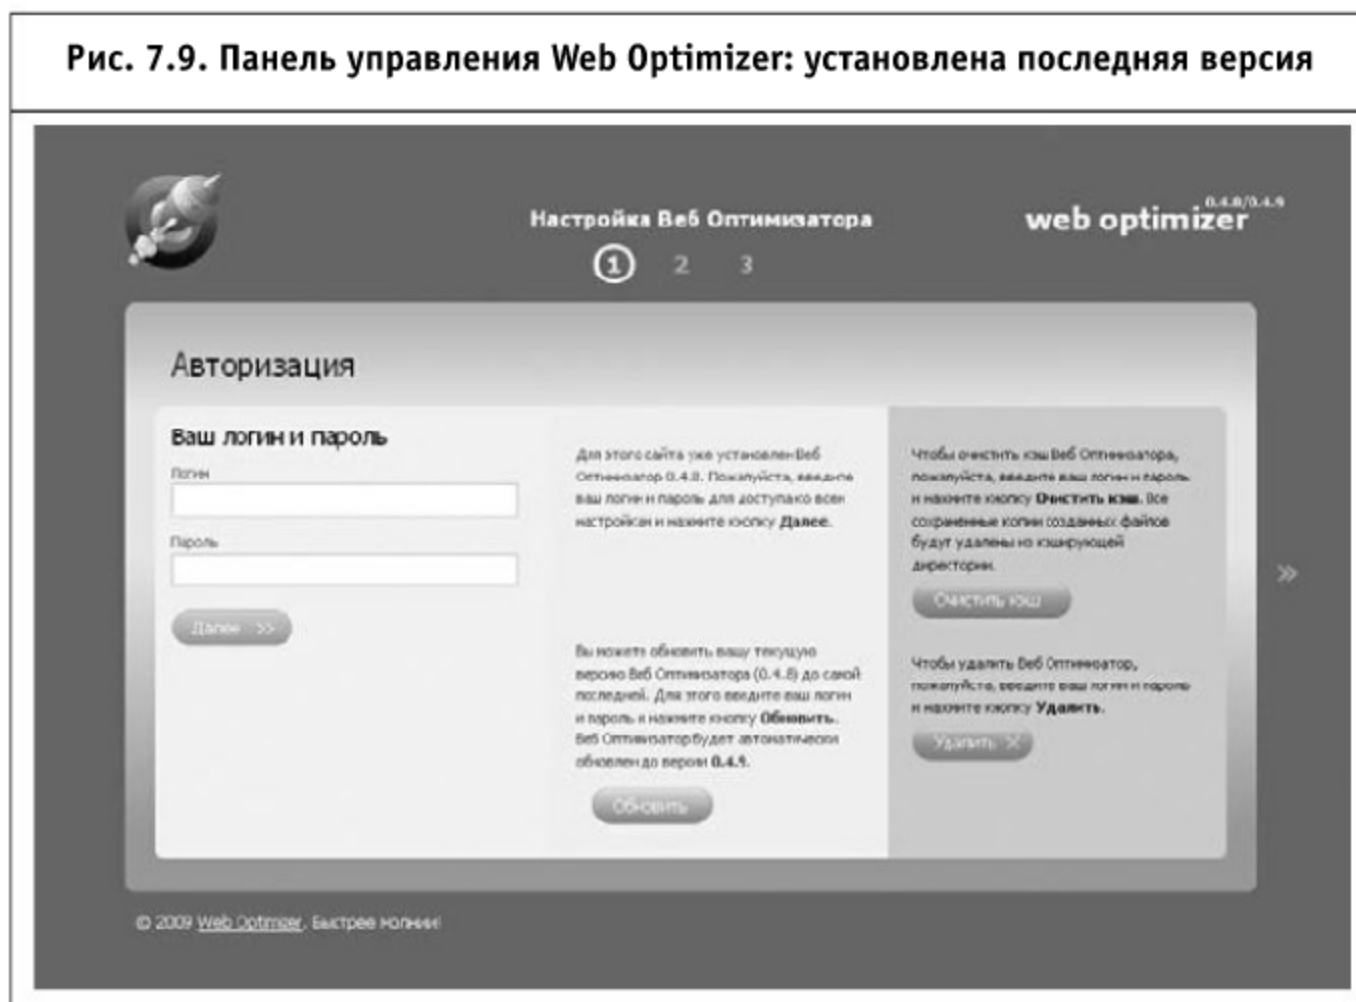 Рис. 7.9. Панель управления Web Optimizer: установлена последняя версия
Настройка Веб Оптимизатора
web optimizer 0.4.8/0.4.9
1 2 3
Авторизация
Ваш логин и пароль
Логин
Пароль
Далее >>
Для этого сайта уже установлен Веб
Оптимизатор 0.4.8. Пожалуйста, введите
ваш логин и пароль для доступа ко всем
настройкам и нажмите кнопку Далее.
Вы можете обновить вашу текущую
версию Веб Оптимизатора (0.4.8) до самой
последней. Для этого введите ваш логин
и пароль и нажмите кнопку Обновить.
Веб Оптимизатор будет автоматически
обновлен до версии 0.4.9.
Обновить
Чтобы очистить кэш Веб Оптимизатора,
пожалуйста, введите ваш логин и пароль
и нажмите кнопку Очистить кэш. Все
сохраненные копии созданных файлов
будут удалены из кэширующей
директории.
Очистить кэш
Чтобы удалить Веб Оптимизатор,
пожалуйста, введите ваш логин и пароль
и нажмите кнопку Удалить.
Удалить ✕
»
© 2009 Web Optimizer. Быстрее молнии!